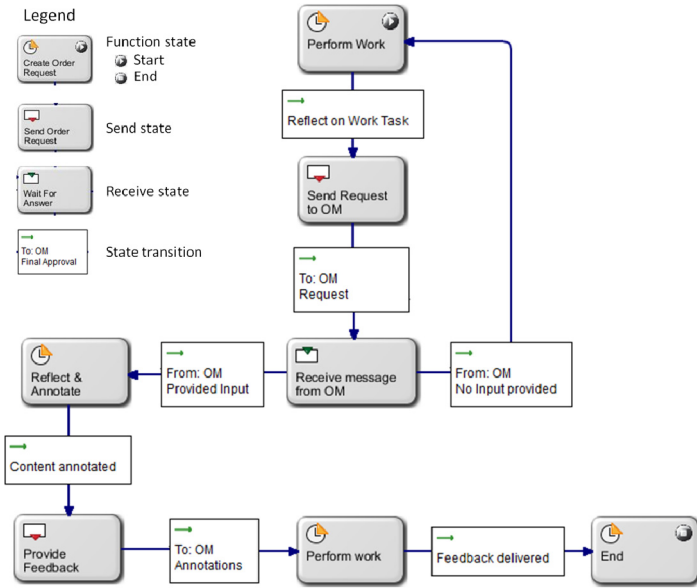 Legend
Create Order
Request
Function state
Start
End
Send Order
Request
Send state
Wait For
Answer
Receive state
To: OM
Final Approval
State transition
Perform Work
Reflect on Work Task
Send Request
to OM
To: OM
Request
Receive message
from OM
From: OM
No Input provided
From: OM
Provided Input
Reflect &
Annotate
Content annotated
Provide
Feedback
To: OM
Annotations
Perform work
Feedback delivered
End